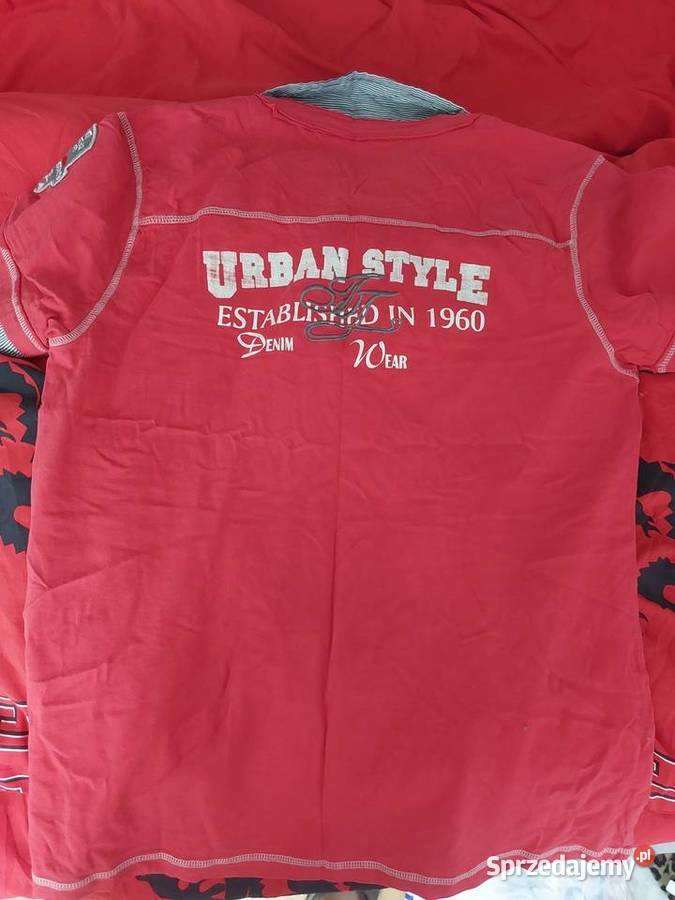 URBAN STYLE
ESTABLISHED IN 1960
DENIM WEAR
Sprzedajemy.pl